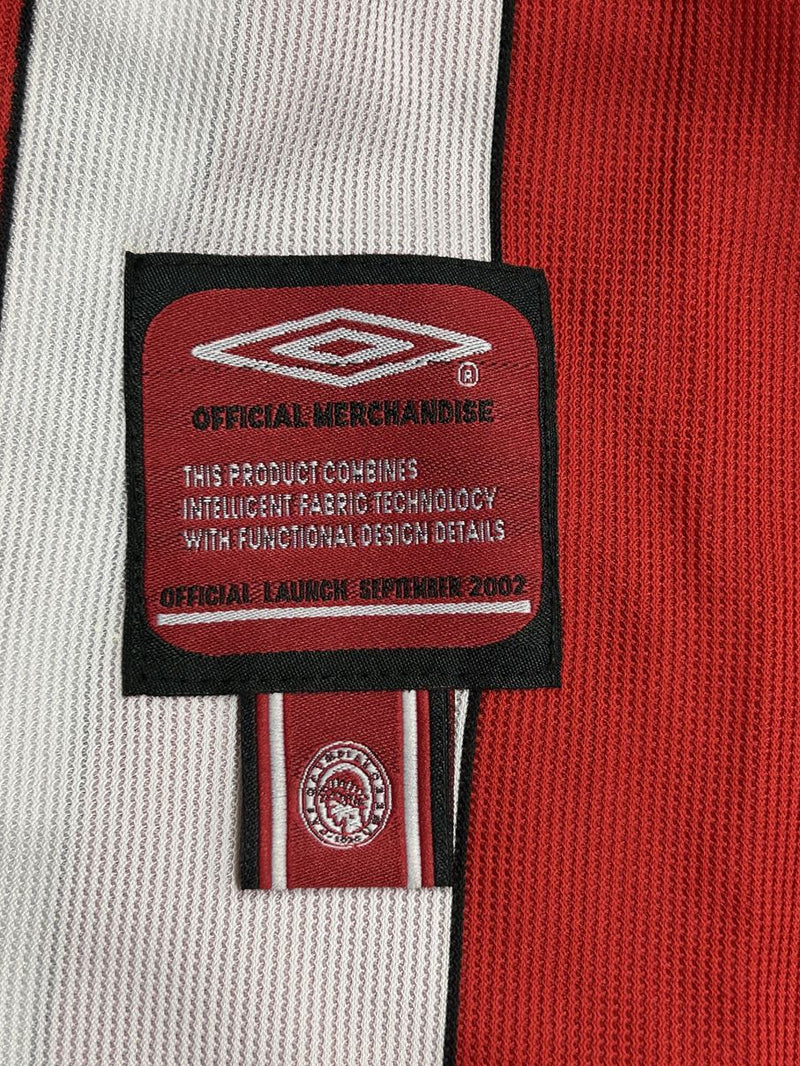 ®
OFFICIAL MERCHANDISE
THIS PRODUCT COMBINES
INTELLIGENT FABRIC TECHNOLOGY
WITH FUNCTIONAL DESIGN DETAILS
OFFICIAL LAUNCH SEPTEMBER 2002